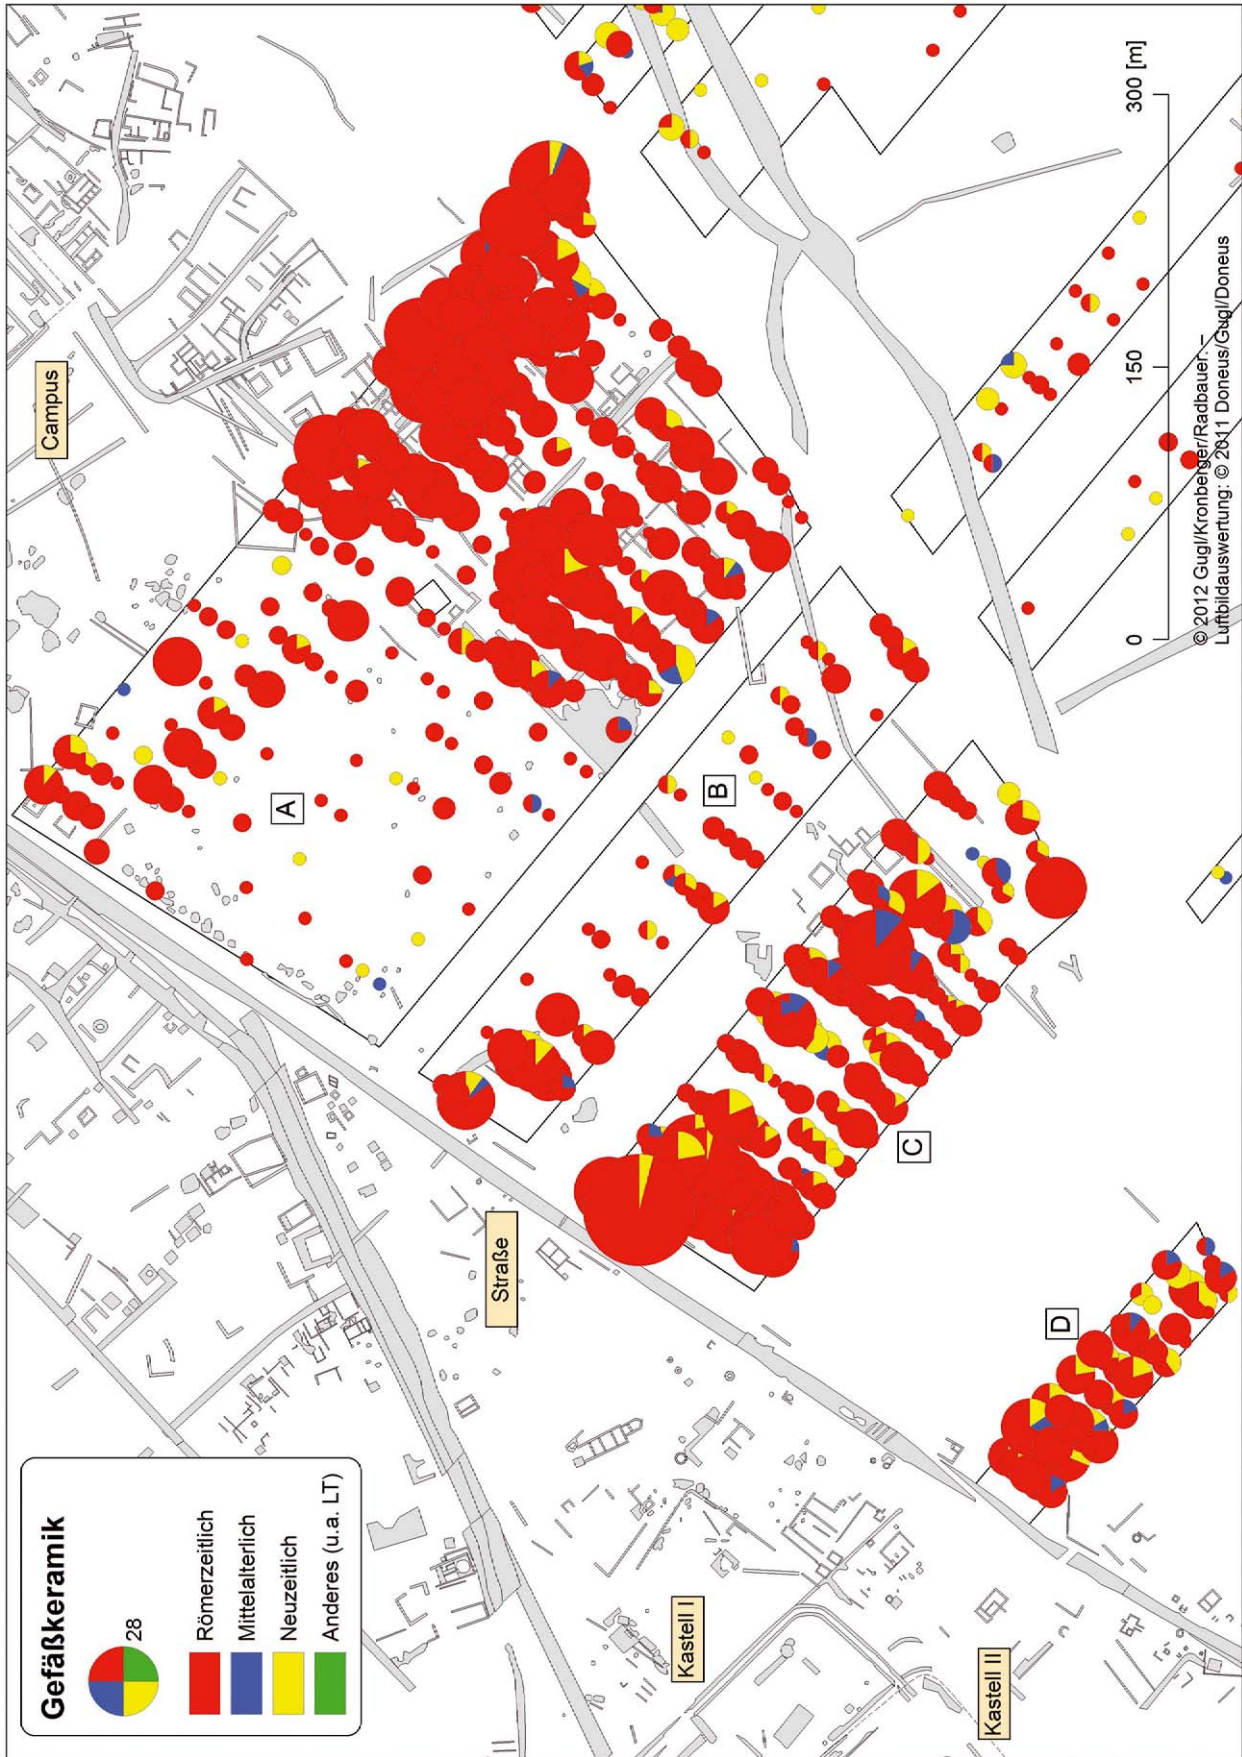 Gefäßkeramik
28
Römerzeitlich
Mittelalterlich
Neuzeitlich
Anderes (u.a. LT)
Campus
Straße
Kastell I
Kastell II
A
B
C
D
0 150 300 [m]
© 2012 Gugl/Kronberger/Radbauer.–
Luftbildauswertung: © 2011 Doneus/Gugl/Doneus